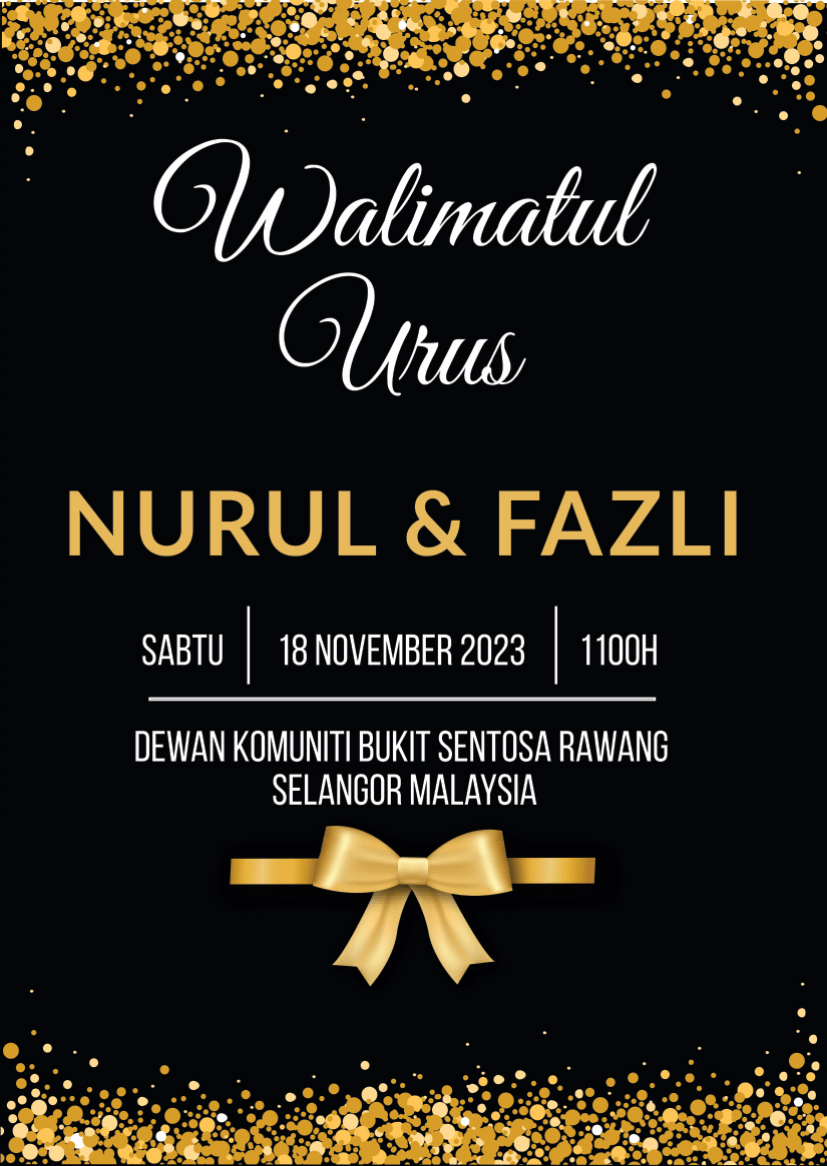 Walimatul
Urus
NURUL & FAZLI
SABTU 18 NOVEMBER 2023 1100H
DEWAN KOMUNITI BUKIT SENTOSA RAWANG
SELANGOR MALAYSIA